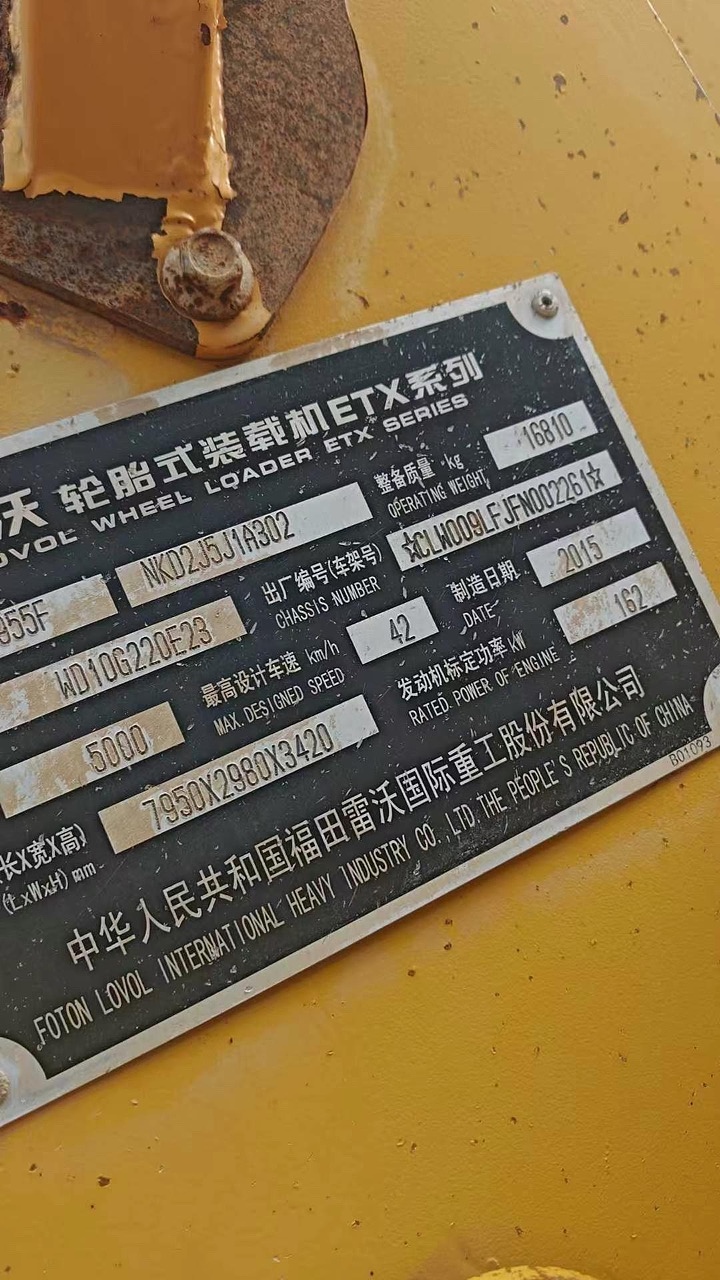 沃 轮胎式装载机ETX系列
OVOL WHEEL LOADER ETX SERIES
955F
NKD2J5J1A302
整备质量 kg
OPERATING WEIGHT
16810
WD10G220E23
出厂编号(车架号)
CHASSIS NUMBER
☆CLW009LFJFN002261☆
5000
最高设计车速 km/h
MAX.DESIGNED SPEED
42
制造日期
DATE
2015
长X宽X高)
(LxWxH) mm
7950X2980X3420
发动机标定功率 kW
RATED POWER OF ENGINE
162
中华人民共和国福田雷沃国际重工股份有限公司
FOTON LOVOL INTERNATIONAL HEAVY INDUSTRY CO. LTD THE PEOPLE'S REPUBLIC OF CHINA
B01093